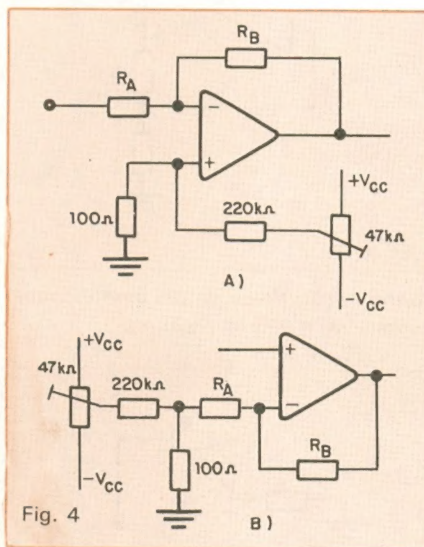 R_B
R_A
−
+
+V_CC
220kΩ
100Ω
47kΩ
A)
−V_CC
+V_CC
47kΩ
220kΩ
R_A
+
−
R_B
−V_CC
100Ω
Fig. 4
B)